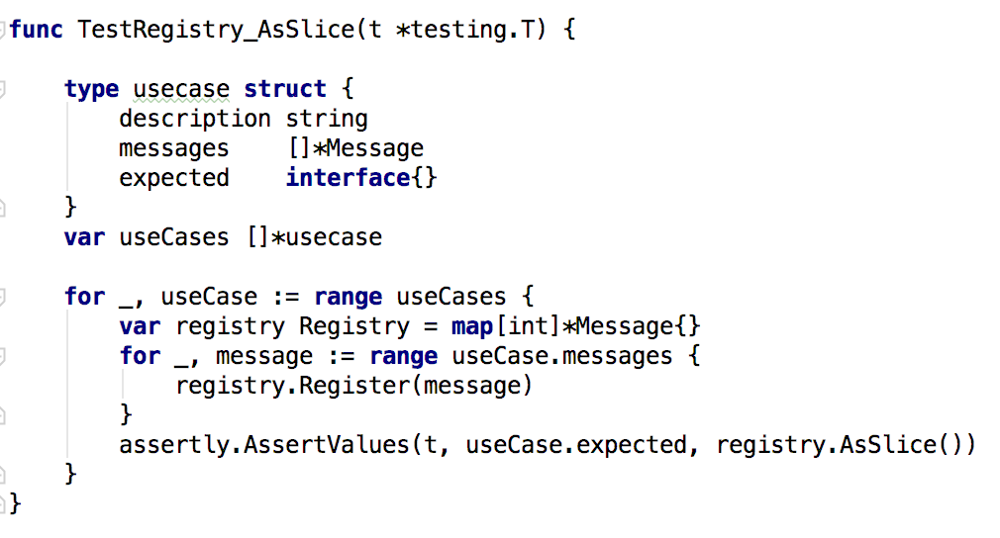 func TestRegistry_AsSlice(t *testing.T) {
    type usecase struct {
        description string
        messages    []*Message
        expected    interface{}
    }
    var useCases []*usecase
    for _, useCase := range useCases {
        var registry Registry = map[int]*Message{}
        for _, message := range useCase.messages {
            registry.Register(message)
        }
        assertly.AssertValues(t, useCase.expected, registry.AsSlice())
    }
}